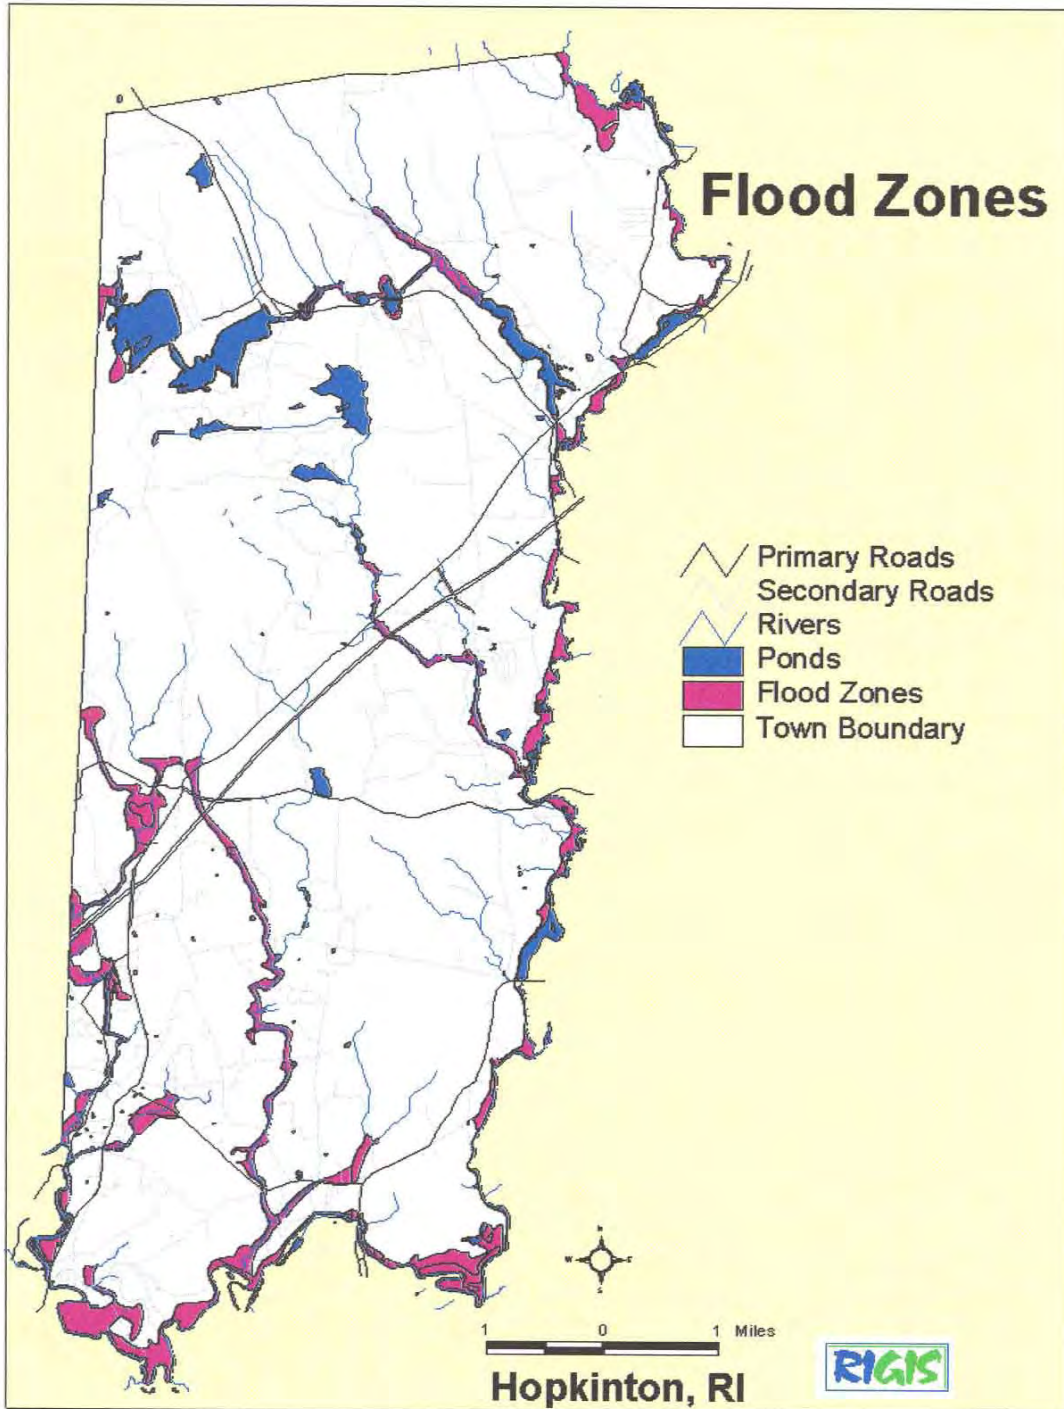 Flood Zones
Primary Roads
Secondary Roads
Rivers
Ponds
Flood Zones
Town Boundary
N
W E
S
1 0 1 Miles
Hopkinton, RI
RIGIS